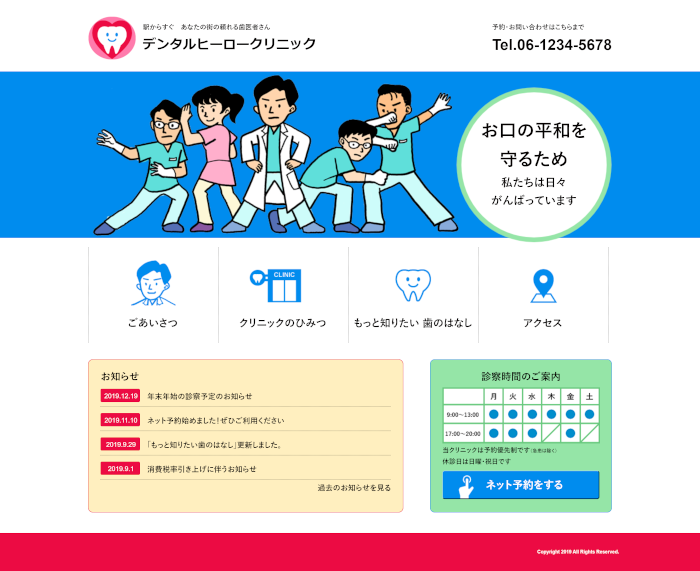 駅からすぐ　あなたの街の頼れる歯医者さん
デンタルヒーロークリニック
予約・お問い合わせはこちらまで
Tel.06-1234-5678
お口の平和を
守るため
私たちは日々
がんばっています
ごあいさつ
CLINIC
クリニックのひみつ
もっと知りたい 歯のはなし
アクセス
お知らせ
2019.12.19 年末年始の診察予定のお知らせ
2019.11.10 ネット予約始めました！ぜひご利用ください
2019.9.29 「もっと知りたい歯のはなし」更新しました。
2019.9.1 消費税率引き上げに伴うお知らせ
過去のお知らせを見る
診察時間のご案内
月 火 水 木 金 土
9:00〜13:00 ● ● ● ● ● ●
17:00〜20:00 ● ● ● ／ ● ／
当クリニックは予約優先制です（急患は除く）
休診日は日曜・祝日です
ネット予約をする
Copyright 2019 All Rights Reserved.